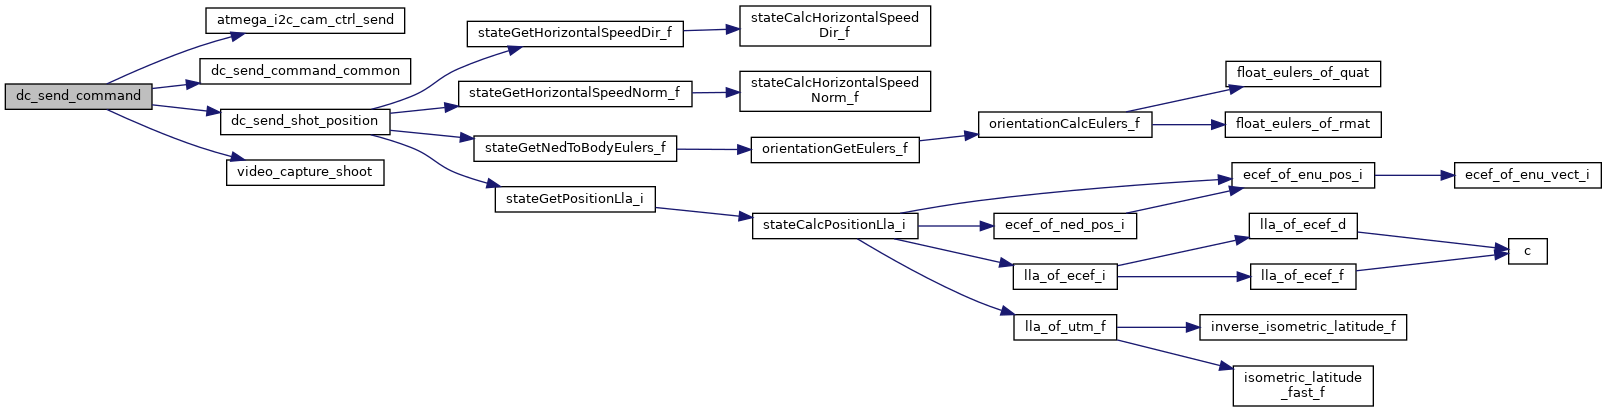 dc_send_command
atmega_i2c_cam_ctrl_send
dc_send_command_common
dc_send_shot_position
video_capture_shoot
stateGetHorizontalSpeedDir_f
stateGetHorizontalSpeedNorm_f
stateGetNedToBodyEulers_f
stateGetPositionLla_i
stateCalcHorizontalSpeed
Dir_f
stateCalcHorizontalSpeed
Norm_f
orientationGetEulers_f
stateCalcPositionLla_i
orientationCalcEulers_f
ecef_of_ned_pos_i
lla_of_ecef_i
lla_of_utm_f
float_eulers_of_quat
float_eulers_of_rmat
ecef_of_enu_pos_i
lla_of_ecef_d
lla_of_ecef_f
inverse_isometric_latitude_f
isometric_latitude
_fast_f
ecef_of_enu_vect_i
c